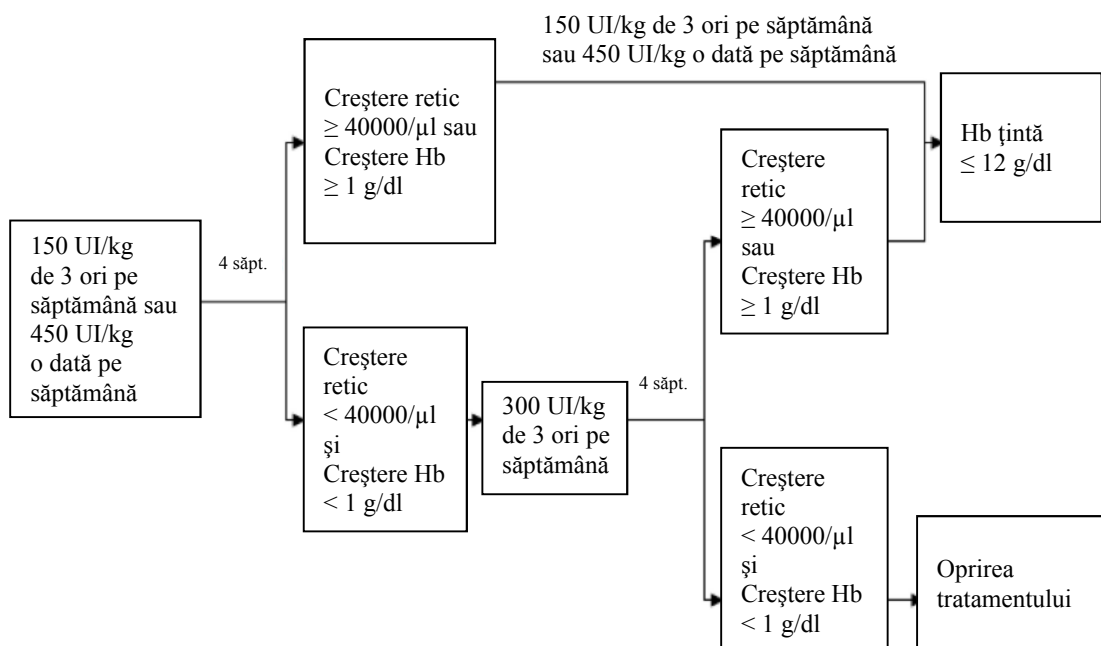 150 UI/kg de 3 ori pe săptămână
sau 450 UI/kg o dată pe săptămână
150 UI/kg
de 3 ori pe
săptămână sau
450 UI/kg
o dată pe
săptămână
4 săpt.
Creştere retic
≥ 40000/µl sau
Creştere Hb
≥ 1 g/dl
Creştere
retic
< 40000/µl
şi
Creştere Hb
< 1 g/dl
300 UI/kg
de 3 ori pe
săptămână
4 săpt.
Creştere
retic
≥ 40000/µl
sau
Creştere Hb
≥ 1 g/dl
Creştere
retic
< 40000/µl
şi
Creştere Hb
< 1 g/dl
Hb ţintă
≤ 12 g/dl
Oprirea
tratamentului